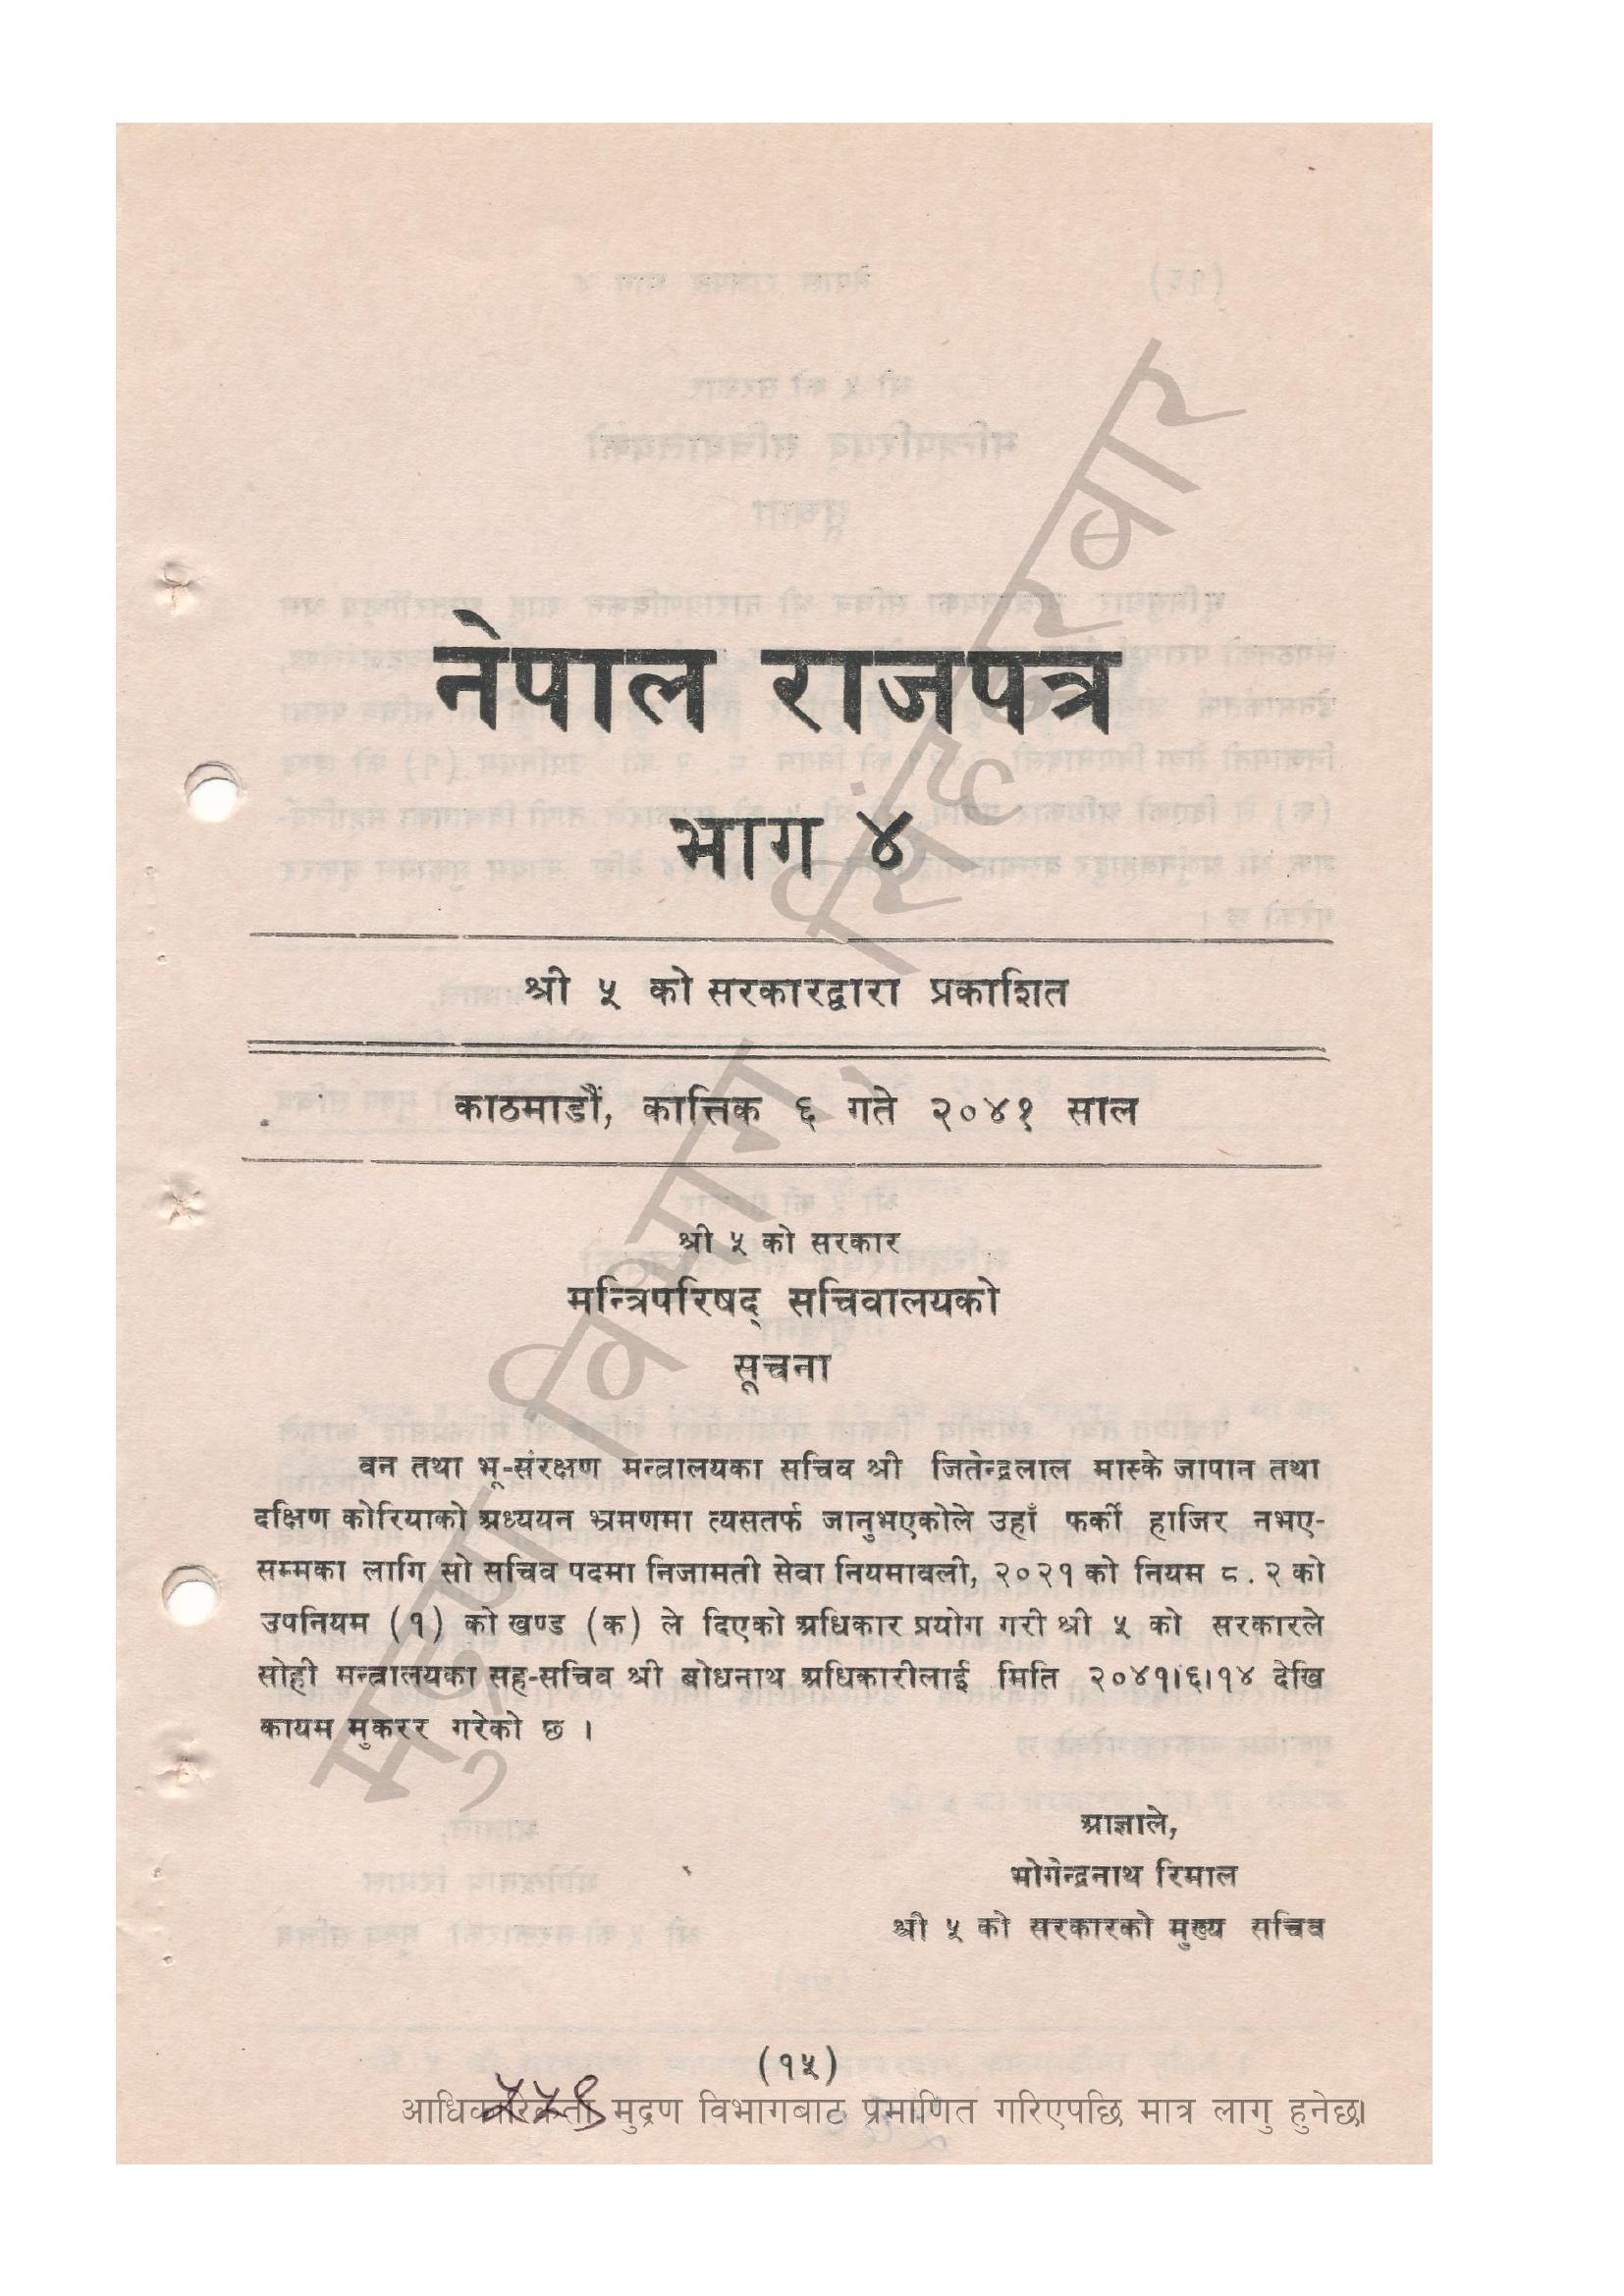 नेपाल राजपत्र
भाग ४
श्री ५ को सरकारद्वारा प्रकाशित
काठमाडौं, कात्तिक ६ गते २०४१ साल
श्री ५ को सरकार
मन्त्रिपरिषद् सचिवालयको
सूचना
वन तथा भू-संरक्षण मन्त्रालयका सचिव श्री जितेन्द्रलाल मास्के जापान तथा
दक्षिण कोरियाको अध्ययन भ्रमणमा त्यसतर्फ जानुभएकोले उहाँ फर्की हाजिर नभए-
सम्मका लागि सो सचिव पदमा निजामती सेवा नियमावली, २०२१ को नियम ८.२ को
उपनियम (१) को खण्ड (क) ले दिएको अधिकार प्रयोग गरी श्री ५ को सरकारले
सोही मन्त्रालयका सह-सचिव श्री बोधनाथ अधिकारीलाई मिति २०४१।६।१४ देखि
कायम मुकरर गरेको छ ।
आज्ञाले,
भोगेन्द्रनाथ रिमाल
श्री ५ को सरकारको मुख्य सचिव
(१५)
आधिकारिकता मुद्रण विभागबाट प्रमाणित गरिएपछि मात्र लागु हुनेछ।
मुद्रण विभाग, सिंहदरबार